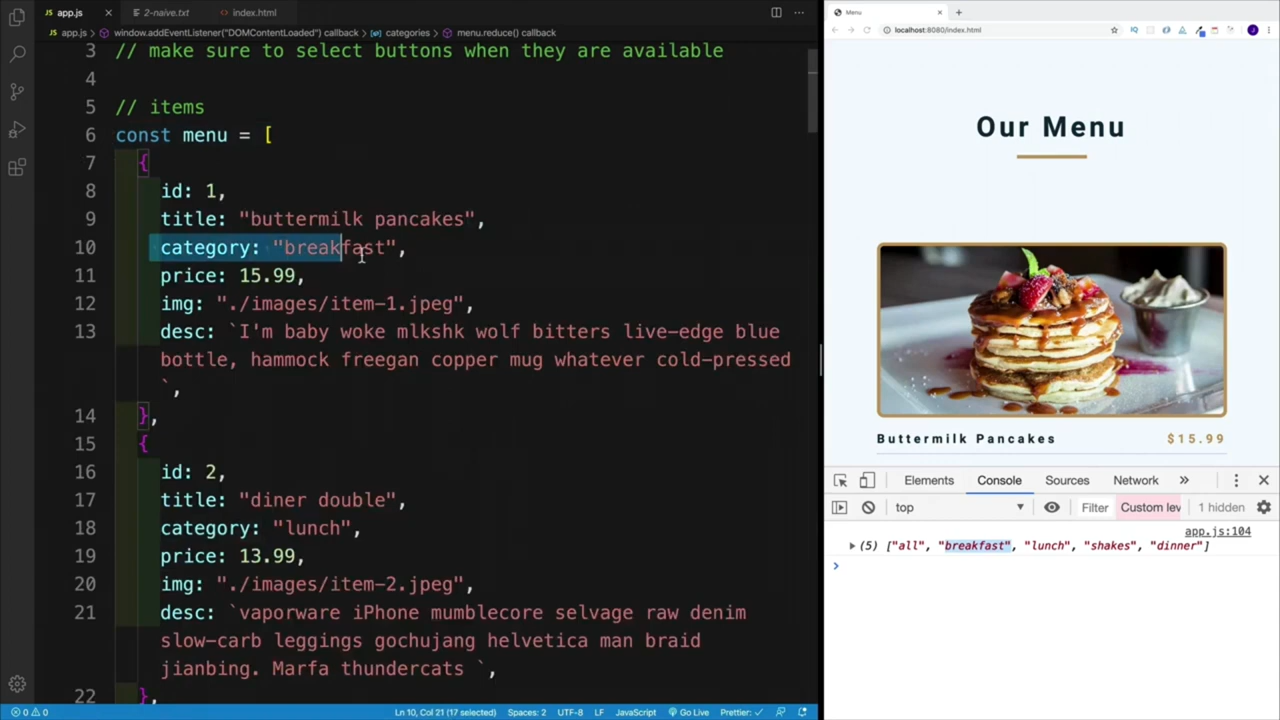 app.js
2-naive.txt
index.html
app.js
window.addEventListener("DOMContentLoaded") callback
categories
menu.reduce() callback
3 // make sure to select buttons when they are available
4
5 // items
6 const menu = [
7 {
8 id: 1,
9 title: "buttermilk pancakes",
10 category: "breakfast",
11 price: 15.99,
12 img: "./images/item-1.jpeg",
13 desc: `I'm baby woke mlkshk wolf bitters live-edge blue
bottle, hammock freegan copper mug whatever cold-pressed
`,
14 },
15 {
16 id: 2,
17 title: "diner double",
18 category: "lunch",
19 price: 13.99,
20 img: "./images/item-2.jpeg",
21 desc: `vaporware iPhone mumblecore selvage raw denim
slow-carb leggings gochujang helvetica man braid
jianbing. Marfa thundercats `,
22 },
0 0
Ln 10, Col 21 (17 selected)
Spaces: 2
UTF-8
LF
JavaScript
Go Live
Prettier:
Menu
localhost:8080/index.html
Our Menu
Buttermilk Pancakes $15.99
Elements
Console
Sources
Network
top
Filter
Custom lev
1 hidden
app.js:104
(5) ["all", "breakfast", "lunch", "shakes", "dinner"]